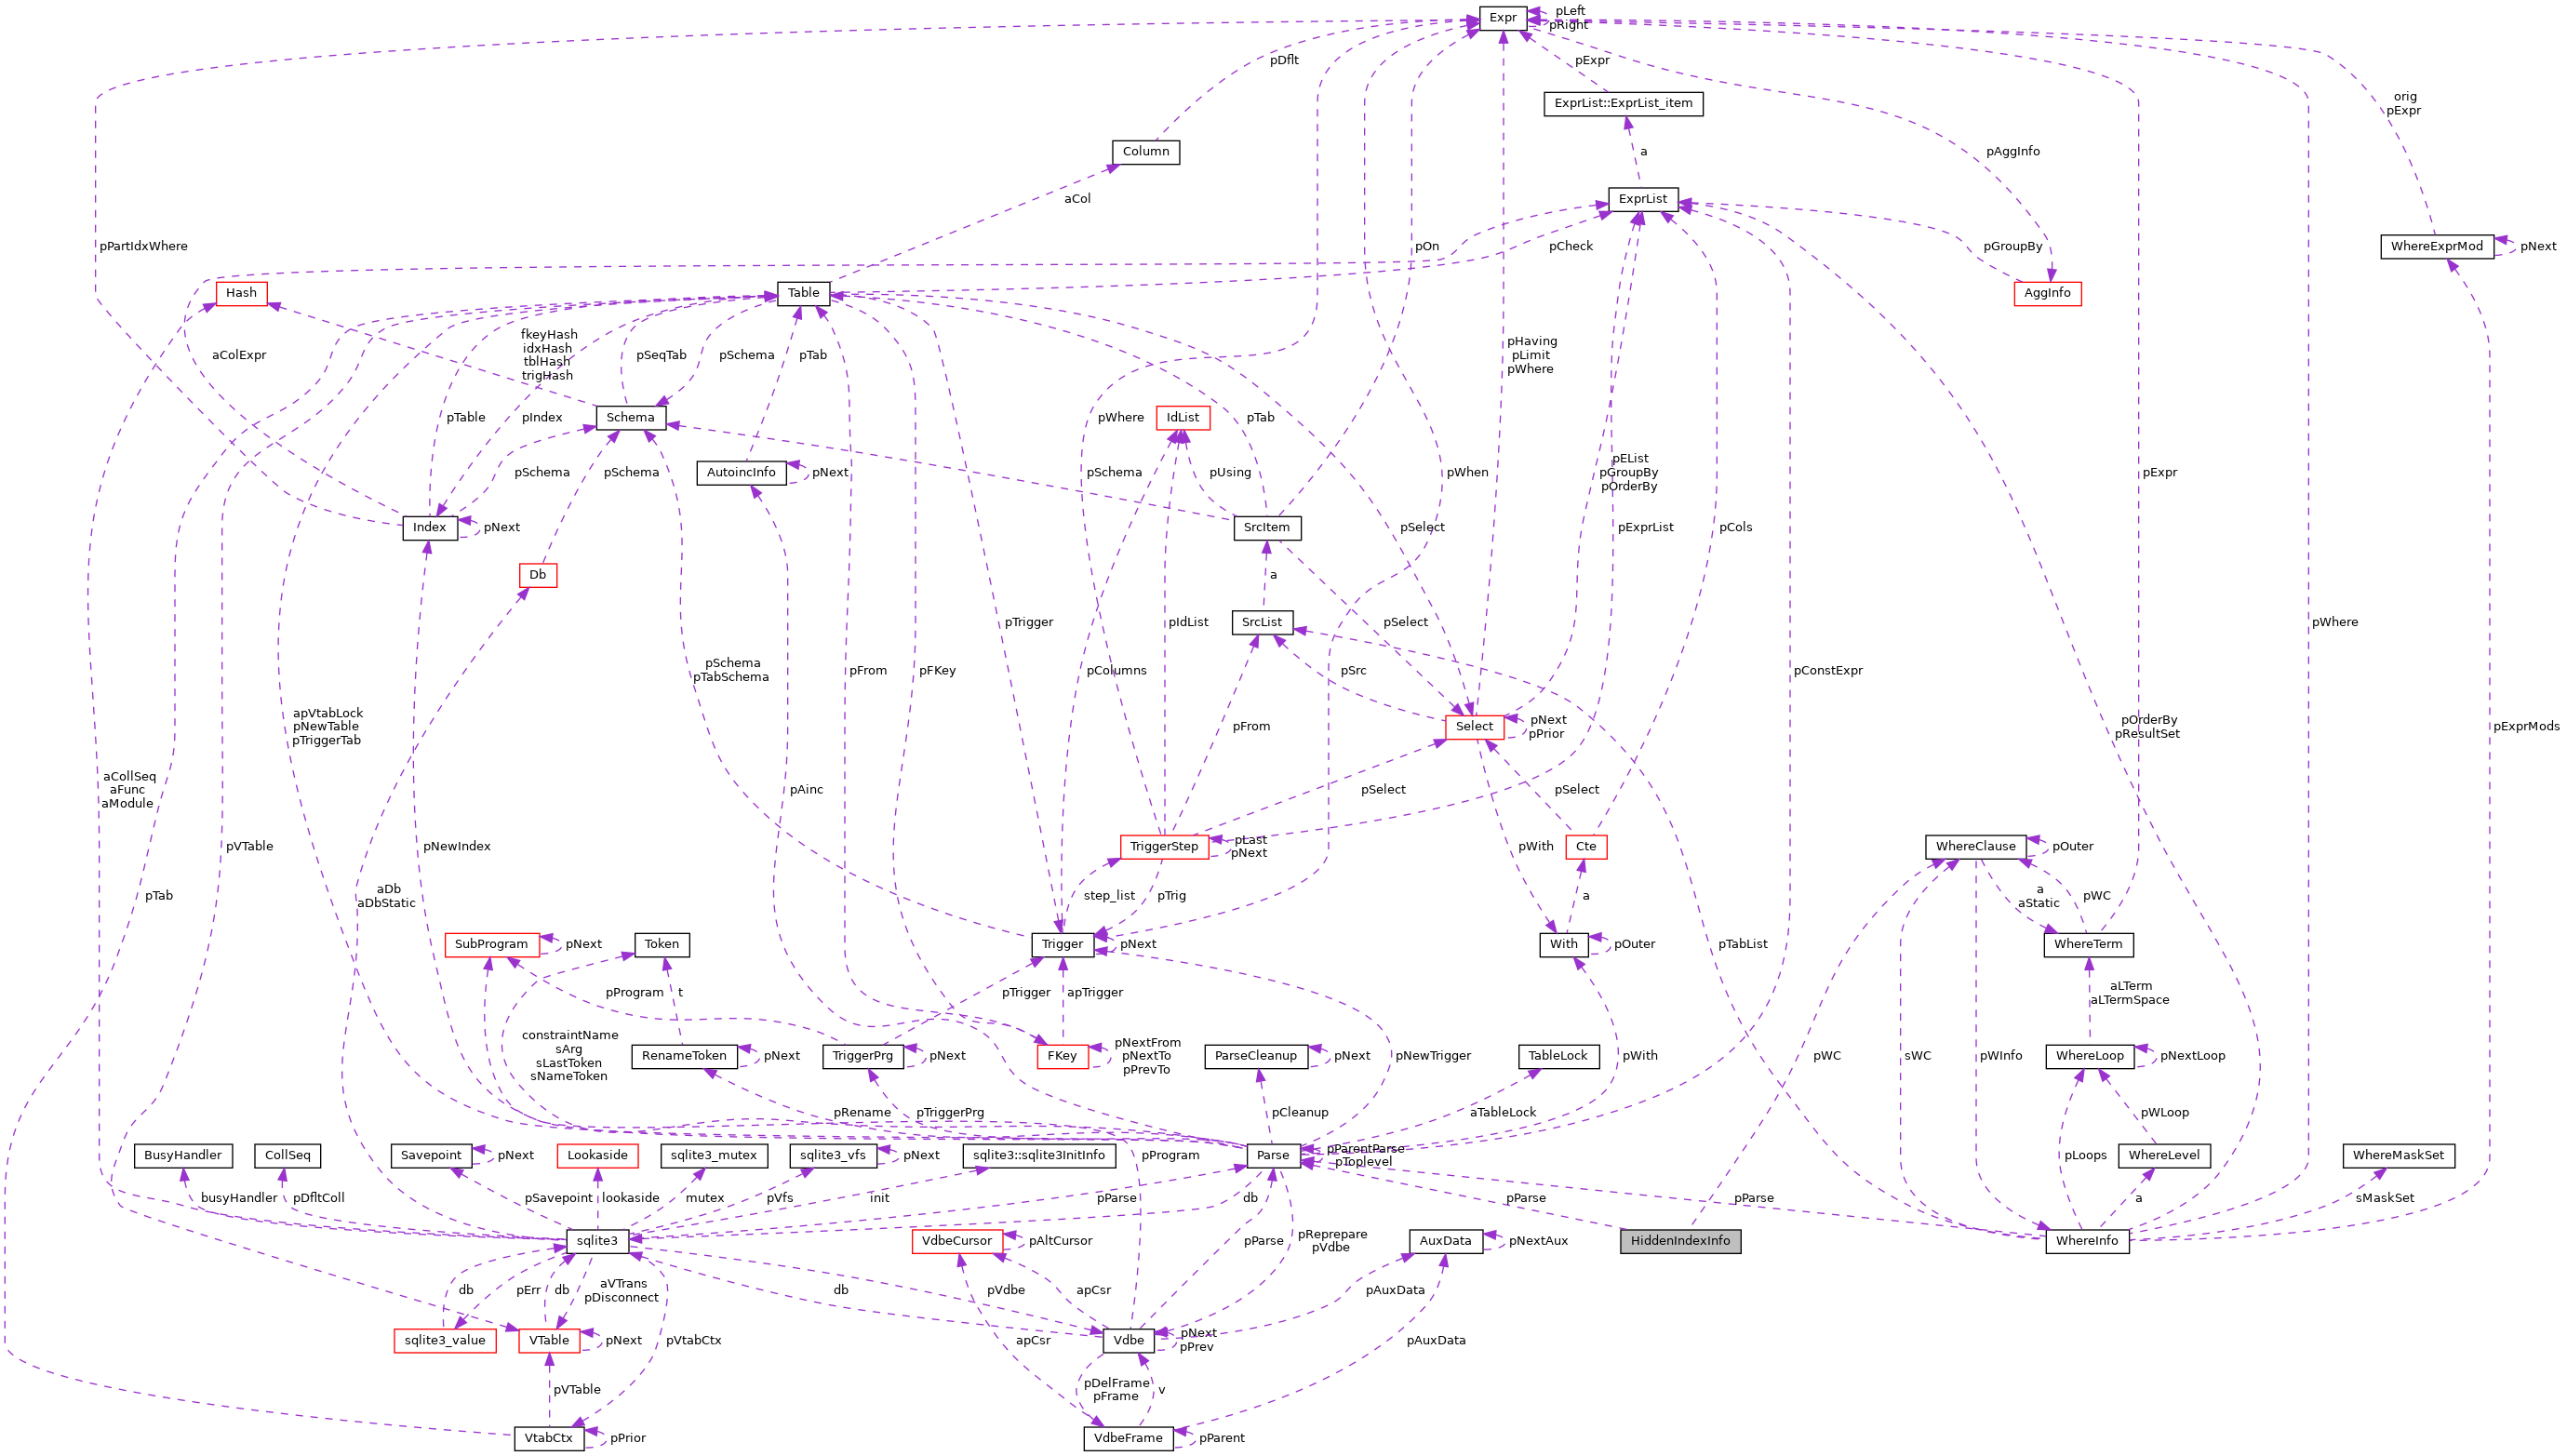 Expr
pLeft
pRight
pDflt
pExpr
orig
pExpr
ExprList::ExprList_item
Column
a
pAggInfo
aCol
ExprList
pPartIdxWhere
pOn
pCheck
pGroupBy
WhereExprMod
pNext
Hash
Table
AggInfo
fkeyHash
idxHash
tblHash
trigHash
aColExpr
pSeqTab
pSchema
pTab
pHaving
pLimit
pWhere
pTable
pIndex
Schema
pWhere
IdList
pTab
pSchema
pSchema
AutoincInfo
pNext
pSchema
pUsing
pWhen
pEList
pGroupBy
pOrderBy
pExpr
Index
pNext
SrcItem
pSelect
pExprList
pCols
Db
a
pTrigger
pIdList
SrcList
pSelect
pWhere
pSchema
pTabSchema
pFrom
pFKey
pColumns
pSrc
pConstExpr
apVtabLock
pNewTable
pTriggerTab
pFrom
Select
pNext
pPrior
pOrderBy
pResultSet
pExprMods
aCollSeq
aFunc
aModule
pAinc
pSelect
pSelect
pVTable
pNewIndex
TriggerStep
pLast
pNext
pWith
Cte
WhereClause
pOuter
pTab
aDb
aDbStatic
step_list
pTrig
a
a
aStatic
pWC
SubProgram
pNext
Token
Trigger
pNext
With
pOuter
pTabList
WhereTerm
pProgram
t
pTrigger
apTrigger
aLTerm
aLTermSpace
constraintName
sArg
sLastToken
sNameToken
RenameToken
pNext
TriggerPrg
pNext
FKey
pNextFrom
pNextTo
pPrevTo
ParseCleanup
pNext
pNewTrigger
TableLock
pWith
pWC
sWC
pWInfo
WhereLoop
pNextLoop
pRename
pTriggerPrg
pCleanup
aTableLock
pWLoop
BusyHandler
CollSeq
Savepoint
pNext
Lookaside
sqlite3_mutex
sqlite3_vfs
pNext
sqlite3::sqlite3InitInfo
pProgram
Parse
pParentParse
pToplevel
pLoops
WhereLevel
WhereMaskSet
busyHandler
pDfltColl
pSavepoint
lookaside
mutex
pVfs
init
pParse
db
pParse
pParse
a
sMaskSet
sqlite3
VdbeCursor
pAltCursor
pParse
pReprepare
pVdbe
AuxData
pNextAux
HiddenIndexInfo
WhereInfo
db
pErr
db
aVTrans
pDisconnect
db
pVdbe
apCsr
pAuxData
sqlite3_value
VTable
pNext
pVtabCtx
apCsr
Vdbe
pNext
pPrev
pAuxData
pVTable
pDelFrame
pFrame
v
VtabCtx
pPrior
VdbeFrame
pParent